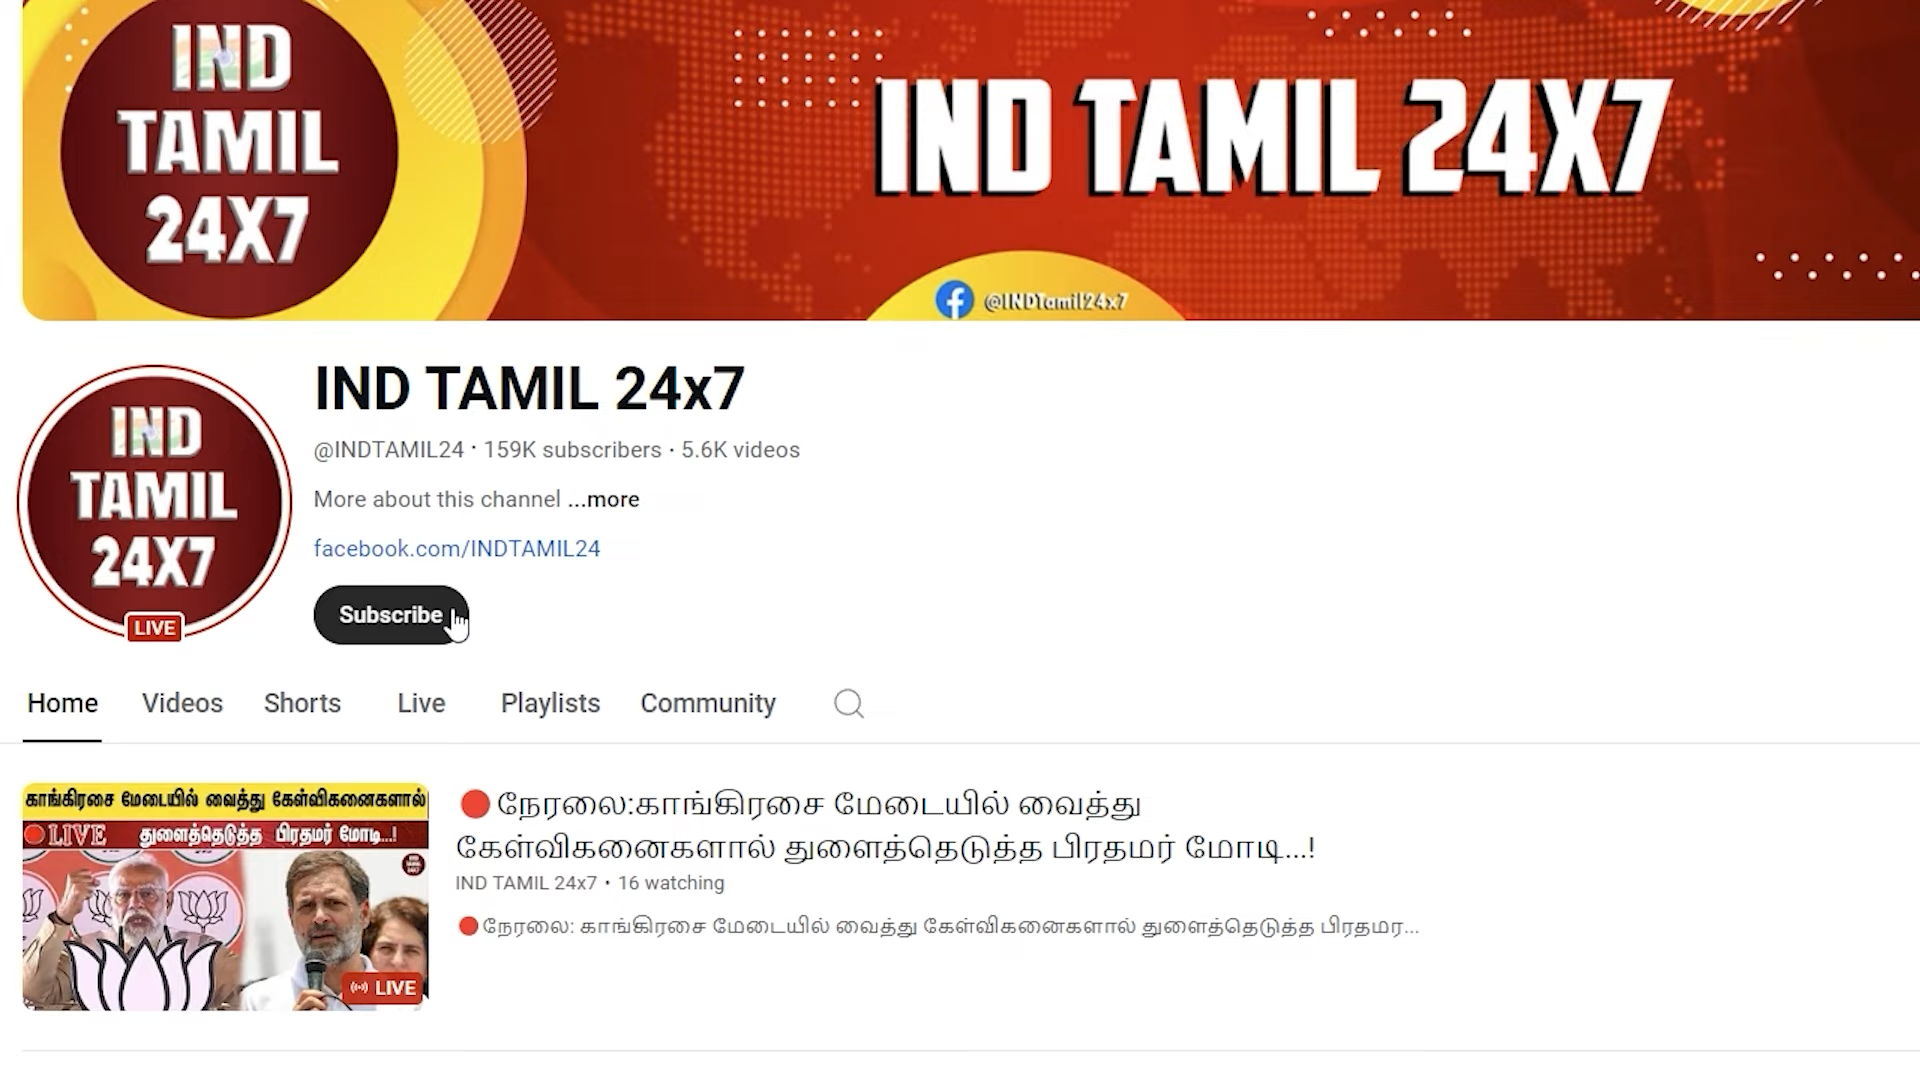 IND
TAMIL
24X7
IND TAMIL 24X7
@INDTamil24x7
IND
TAMIL
24X7
LIVE
IND TAMIL 24x7
@INDTAMIL24 · 159K subscribers · 5.6K videos
More about this channel ...more
facebook.com/INDTAMIL24
Subscribe
Home Videos Shorts Live Playlists Community
காங்கிரசை மேடையில் வைத்து கேள்விகனைகளால்
LIVE துளைத்தெடுத்த பிரதமர் மோடி...!
LIVE
🔴நேரலை:காங்கிரசை மேடையில் வைத்து
கேள்விகனைகளால் துளைத்தெடுத்த பிரதமர் மோடி...!
IND TAMIL 24x7 • 16 watching
🔴நேரலை: காங்கிரசை மேடையில் வைத்து கேள்விகனைகளால் துளைத்தெடுத்த பிரதமர...